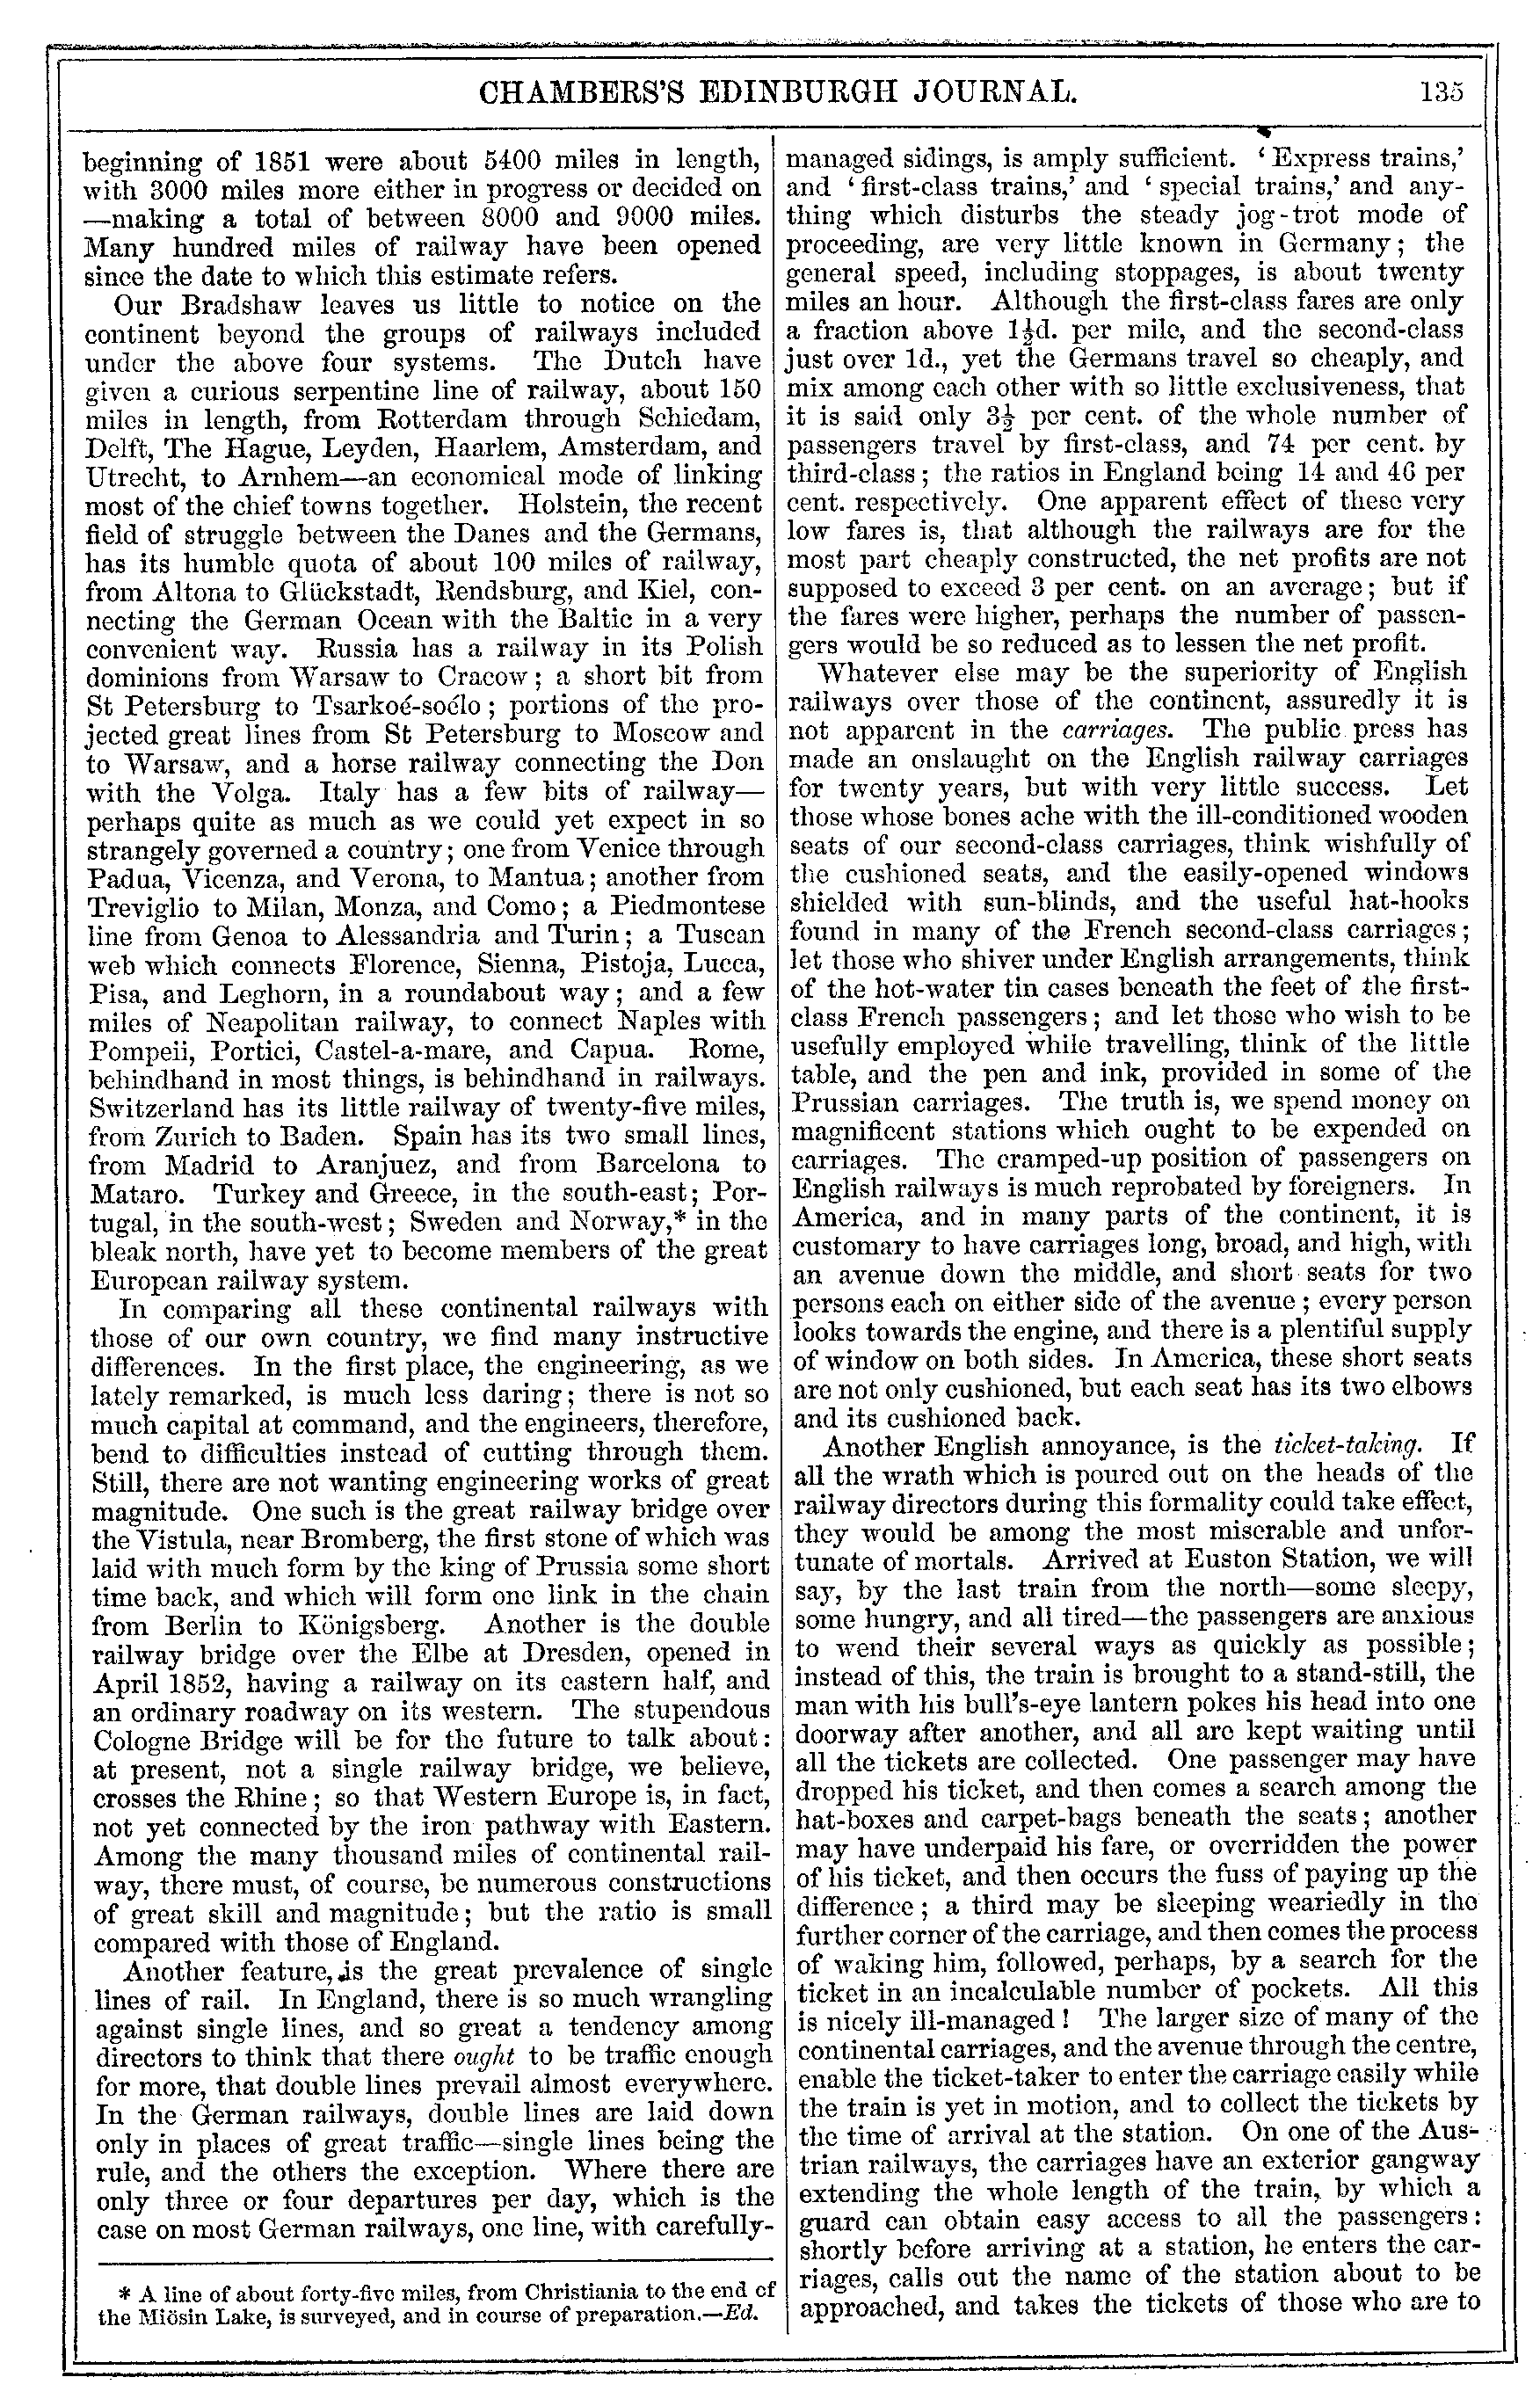 CHAMBERS'S EDINBURGH JOURNAL.
135
beginning of 1851 were about 5400 miles in length,
with 3000 miles more either in progress or decided on
—making a total of between 8000 and 9000 miles.
Many hundred miles of railway have been opened
since the date to which this estimate refers.
Our Bradshaw leaves us little to notice on the
continent beyond the groups of railways included
under the above four systems. The Dutch have
given a curious serpentine line of railway, about 150
miles in length, from Rotterdam through Schiedam,
Delft, The Hague, Leyden, Haarlem, Amsterdam, and
Utrecht, to Arnhem—an economical mode of linking
most of the chief towns together. Holstein, the recent
field of struggle between the Danes and the Germans,
has its humble quota of about 100 miles of railway,
from Altona to Glückstadt, Rendsburg, and Kiel, con-
necting the German Ocean with the Baltic in a very
convenient way. Russia has a railway in its Polish
dominions from Warsaw to Cracow; a short bit from
St Petersburg to Tsarkoé-soélo; portions of the pro-
jected great lines from St Petersburg to Moscow and
to Warsaw, and a horse railway connecting the Don
with the Volga. Italy has a few bits of railway—
perhaps quite as much as we could yet expect in so
strangely governed a country; one from Venice through
Padua, Vicenza, and Verona, to Mantua; another from
Treviglio to Milan, Monza, and Como; a Piedmontese
line from Genoa to Alessandria and Turin; a Tuscan
web which connects Florence, Sienna, Pistoja, Lucca,
Pisa, and Leghorn, in a roundabout way; and a few
miles of Neapolitan railway, to connect Naples with
Pompeii, Portici, Castel-a-mare, and Capua. Rome,
behindhand in most things, is behindhand in railways.
Switzerland has its little railway of twenty-five miles,
from Zurich to Baden. Spain has its two small lines,
from Madrid to Aranjuez, and from Barcelona to
Mataro. Turkey and Greece, in the south-east; Por-
tugal, in the south-west; Sweden and Norway,* in the
bleak north, have yet to become members of the great
European railway system.
In comparing all these continental railways with
those of our own country, we find many instructive
differences. In the first place, the engineering, as we
lately remarked, is much less daring; there is not so
much capital at command, and the engineers, therefore,
bend to difficulties instead of cutting through them.
Still, there are not wanting engineering works of great
magnitude. One such is the great railway bridge over
the Vistula, near Bromberg, the first stone of which was
laid with much form by the king of Prussia some short
time back, and which will form one link in the chain
from Berlin to Königsberg. Another is the double
railway bridge over the Elbe at Dresden, opened in
April 1852, having a railway on its eastern half, and
an ordinary roadway on its western. The stupendous
Cologne Bridge will be for the future to talk about:
at present, not a single railway bridge, we believe,
crosses the Rhine; so that Western Europe is, in fact,
not yet connected by the iron pathway with Eastern.
Among the many thousand miles of continental rail-
way, there must, of course, be numerous constructions
of great skill and magnitude; but the ratio is small
compared with those of England.
Another feature, is the great prevalence of single
lines of rail. In England, there is so much wrangling
against single lines, and so great a tendency among
directors to think that there ought to be traffic enough
for more, that double lines prevail almost everywhere.
In the German railways, double lines are laid down
only in places of great traffic—single lines being the
rule, and the others the exception. Where there are
only three or four departures per day, which is the
case on most German railways, one line, with carefully-
* A line of about forty-five miles, from Christiania to the end of
the Miösin Lake, is surveyed, and in course of preparation.—Ed.
managed sidings, is amply sufficient. 'Express trains,'
and 'first-class trains,' and 'special trains,' and any-
thing which disturbs the steady jog-trot mode of
proceeding, are very little known in Germany; the
general speed, including stoppages, is about twenty
miles an hour. Although the first-class fares are only
a fraction above 1½d. per mile, and the second-class
just over 1d., yet the Germans travel so cheaply, and
mix among each other with so little exclusiveness, that
it is said only 3½ per cent. of the whole number of
passengers travel by first-class, and 74 per cent. by
third-class; the ratios in England being 14 and 46 per
cent. respectively. One apparent effect of these very
low fares is, that although the railways are for the
most part cheaply constructed, the net profits are not
supposed to exceed 3 per cent. on an average; but if
the fares were higher, perhaps the number of passen-
gers would be so reduced as to lessen the net profit.
Whatever else may be the superiority of English
railways over those of the continent, assuredly it is
not apparent in the carriages. The public press has
made an onslaught on the English railway carriages
for twenty years, but with very little success. Let
those whose bones ache with the ill-conditioned wooden
seats of our second-class carriages, think wishfully of
the cushioned seats, and the easily-opened windows
shielded with sun-blinds, and the useful hat-hooks
found in many of the French second-class carriages;
let those who shiver under English arrangements, think
of the hot-water tin cases beneath the feet of the first-
class French passengers; and let those who wish to be
usefully employed while travelling, think of the little
table, and the pen and ink, provided in some of the
Prussian carriages. The truth is, we spend money on
magnificent stations which ought to be expended on
carriages. The cramped-up position of passengers on
English railways is much reprobated by foreigners. In
America, and in many parts of the continent, it is
customary to have carriages long, broad, and high, with
an avenue down the middle, and short seats for two
persons each on either side of the avenue; every person
looks towards the engine, and there is a plentiful supply
of window on both sides. In America, these short seats
are not only cushioned, but each seat has its two elbows
and its cushioned back.
Another English annoyance, is the ticket-taking. If
all the wrath which is poured out on the heads of the
railway directors during this formality could take effect,
they would be among the most miserable and unfor-
tunate of mortals. Arrived at Euston Station, we will
say, by the last train from the north—some sleepy,
some hungry, and all tired—the passengers are anxious
to wend their several ways as quickly as possible;
instead of this, the train is brought to a stand-still, the
man with his bull's-eye lantern pokes his head into one
doorway after another, and all are kept waiting until
all the tickets are collected. One passenger may have
dropped his ticket, and then comes a search among the
hat-boxes and carpet-bags beneath the seats; another
may have underpaid his fare, or overridden the power
of his ticket, and then occurs the fuss of paying up the
difference; a third may be sleeping weariedly in the
further corner of the carriage, and then comes the process
of waking him, followed, perhaps, by a search for the
ticket in an incalculable number of pockets. All this
is nicely ill-managed! The larger size of many of the
continental carriages, and the avenue through the centre,
enable the ticket-taker to enter the carriage easily while
the train is yet in motion, and to collect the tickets by
the time of arrival at the station. On one of the Aus-
trian railways, the carriages have an exterior gangway
extending the whole length of the train, by which a
guard can obtain easy access to all the passengers:
shortly before arriving at a station, he enters the car-
riages, calls out the name of the station about to be
approached, and takes the tickets of those who are to